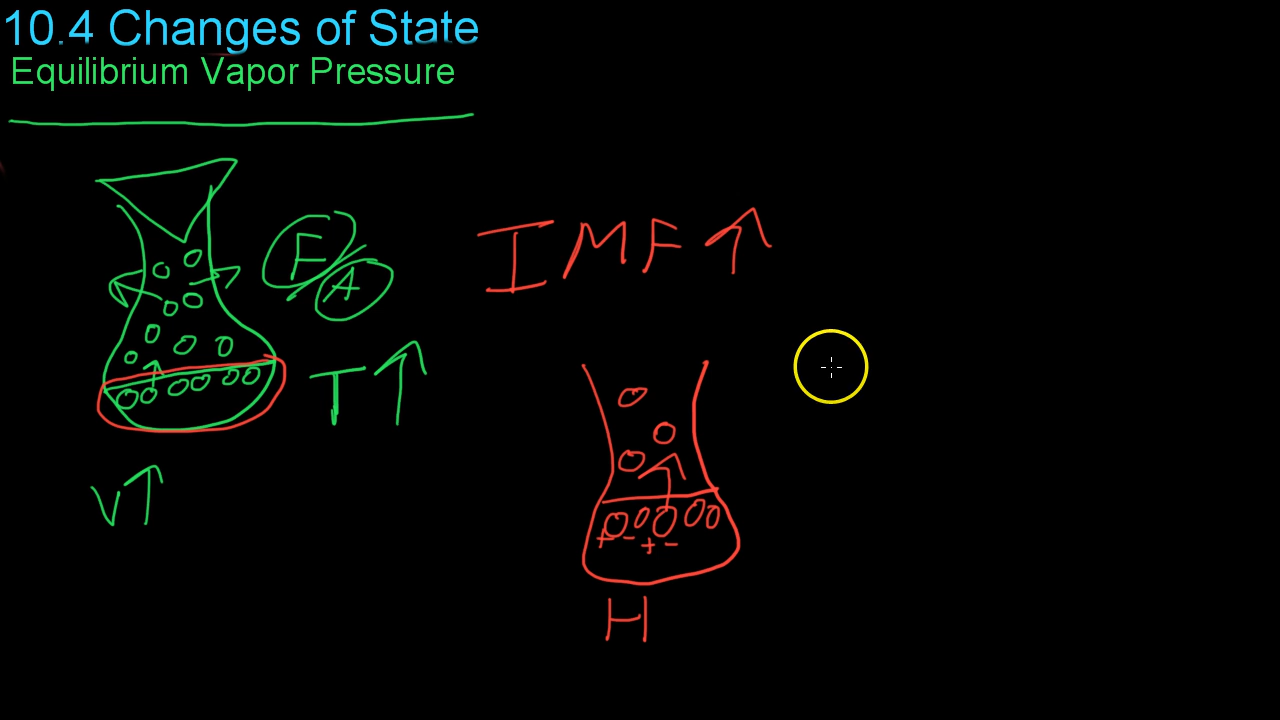 10.4 Changes of State
Equilibrium Vapor Pressure
F/A
IMF↑
T↑
V↑
+ - + -
H